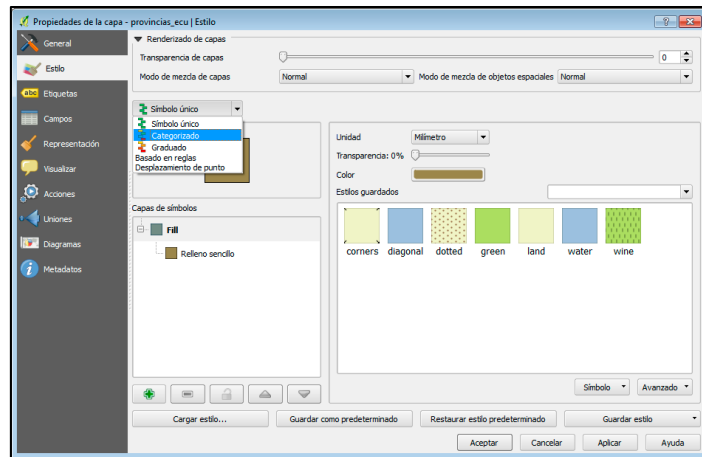 Propiedades de la capa - provincias_ecu | Estilo
General
Estilo
abc Etiquetas
Campos
Representación
Visualizar
Acciones
Uniones
Diagramas
Metadatos
Renderizado de capas
Transparencia de capas 0
Modo de mezcla de capas Normal Modo de mezcla de objetos espaciales Normal
Símbolo único
Símbolo único
Categorizado
Graduado
Basado en reglas
Desplazamiento de punto
Capas de símbolos
Fill
Relleno sencillo
Unidad Milímetro
Transparencia: 0%
Color
Estilos guardados
corners diagonal dotted green land water wine
Símbolo Avanzado
Cargar estilo... Guardar como predeterminado Restaurar estilo predeterminado Guardar estilo
Aceptar Cancelar Aplicar Ayuda